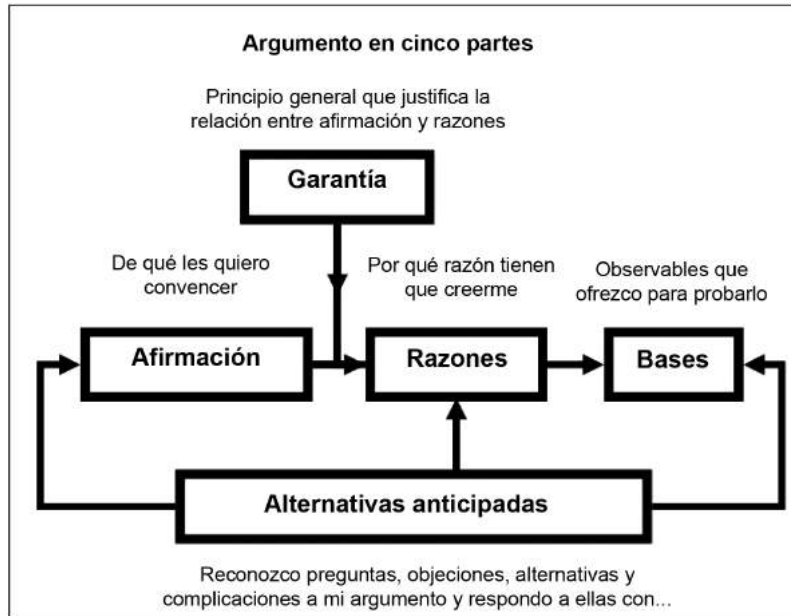 Argumento en cinco partes
Principio general que justifica la
relación entre afirmación y razones
Garantía
De qué les quiero
convencer
Por qué razón tienen
que creerme
Observables que
ofrezco para probarlo
Afirmación
Razones
Bases
Alternativas anticipadas
Reconozco preguntas, objeciones, alternativas y
complicaciones a mi argumento y respondo a ellas con...